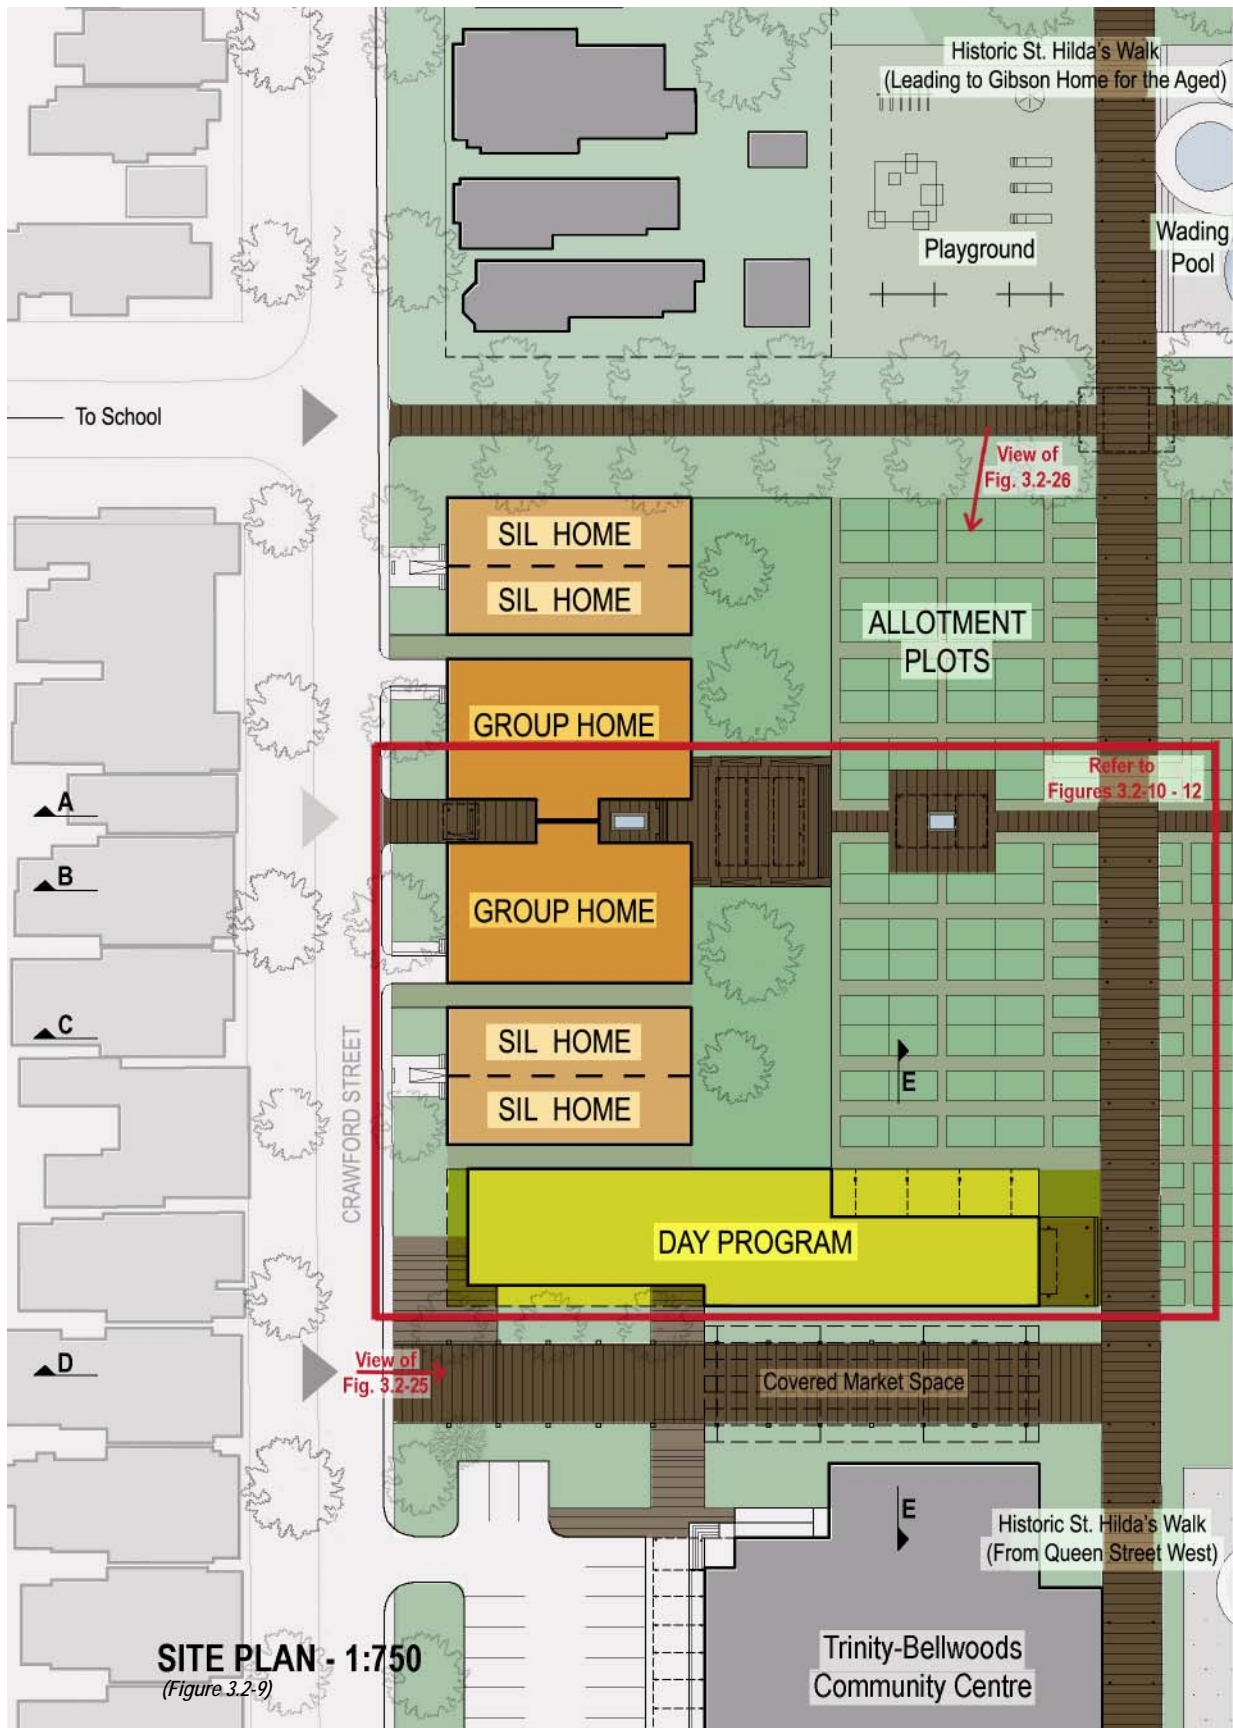 Historic St. Hilda's Walk
(Leading to Gibson Home for the Aged)
Wading
Pool
Playground
To School
View of
Fig. 3.2-26
SIL HOME
SIL HOME
ALLOTMENT
PLOTS
GROUP HOME
Refer to
Figures 3.2-10 - 12
A
B
GROUP HOME
C
CRAWFORD STREET
SIL HOME
SIL HOME
E
DAY PROGRAM
D
View of
Fig. 3.2-25
Covered Market Space
E
Historic St. Hilda's Walk
(From Queen Street West)
Trinity-Bellwoods
Community Centre
SITE PLAN - 1:750
(Figure 3.2-9)